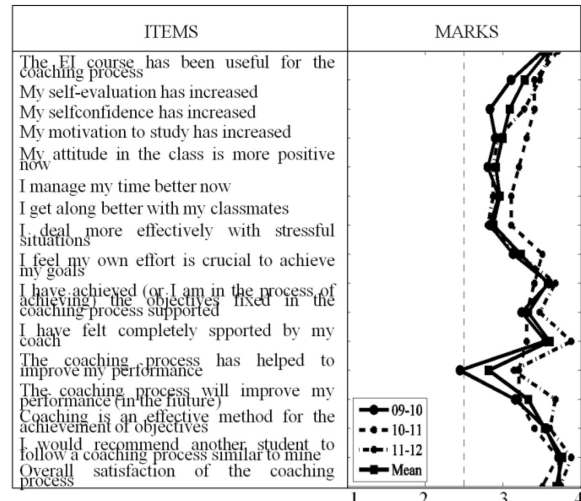 ITEMS MARKS
The EI course has been useful for the
coaching process
My self-evaluation has increased
My selfconfidence has increased
My motivation to study has increased
My attitude in the class is more positive
now
I manage my time better now
I get along better with my classmates
I deal more effectively with stressful
situations
I feel my own effort is crucial to achieve
my goals
I have achieved (or I am in the process of
achieving) the objectives fixed in the
coaching process supported
I have felt completely spported by my
coach
The coaching process has helped to
improve my performance
The coaching process will improve my
performance (in the future)
Coaching is an effective method for the
achievement of objectives
I would recommend another student to
follow a coaching process similar to mine
Overall satisfaction of the coaching
process
09-10
10-11
11-12
Mean
1 2 3 4